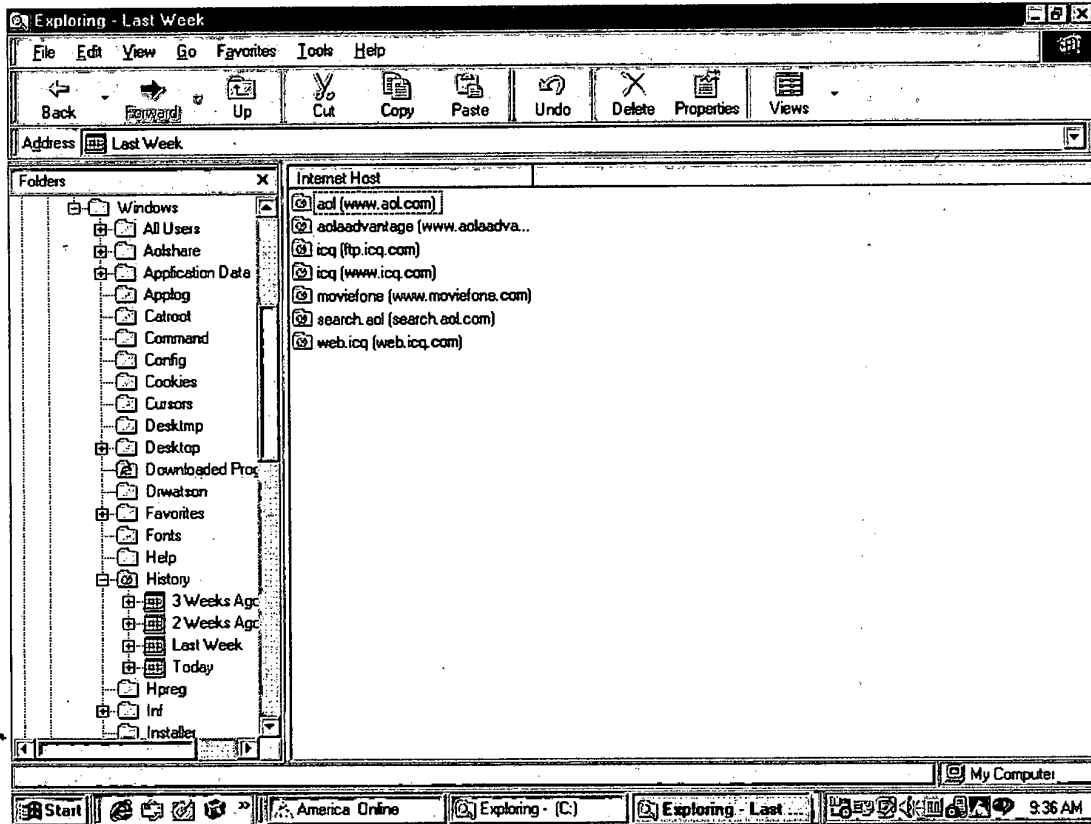 Exploring - Last Week
File Edit View Go Favorites Tools Help
Back Forward Up Cut Copy Paste Undo Delete Properties Views
Address Last Week
Folders
Windows
All Users
Aolshare
Application Data
Applog
Catroot
Command
Config
Cookies
Cursors
Desktmp
Desktop
Downloaded Prog
Drwatson
Favorites
Fonts
Help
History
3 Weeks Ago
2 Weeks Ago
Last Week
Today
Hpreg
Inf
Installer
Internet Host
aol (www.aol.com)
aolaadvantage (www.aolaadva...
icq (ftp.icq.com)
icq (www.icq.com)
moviefone (www.moviefone.com)
search.aol (search.aol.com)
web.icq (web.icq.com)
My Computer
Start » America Online Exploring - (C:) Exploring - Last ... 9:36 AM